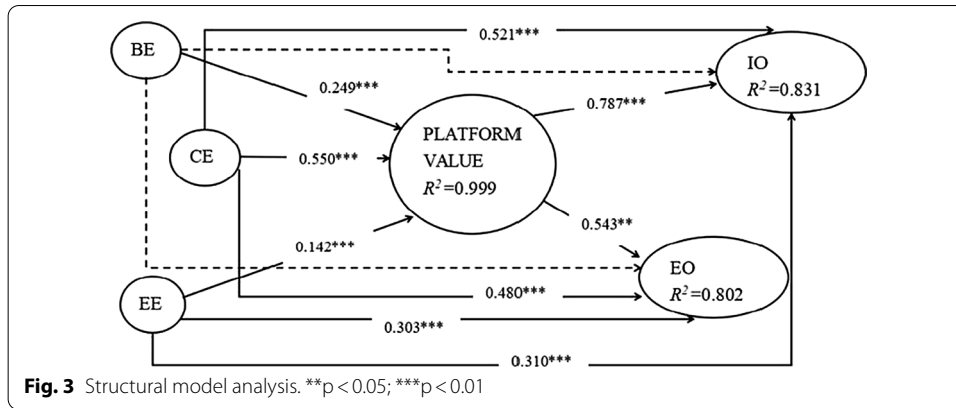 BE
0.521***
IO
R²=0.831
0.249***
0.787***
PLATFORM
VALUE
R²=0.999
CE
0.550***
0.543**
0.142***
EO
R²=0.802
EE
0.480***
0.303***
0.310***
Fig. 3 Structural model analysis. **p < 0.05; ***p < 0.01